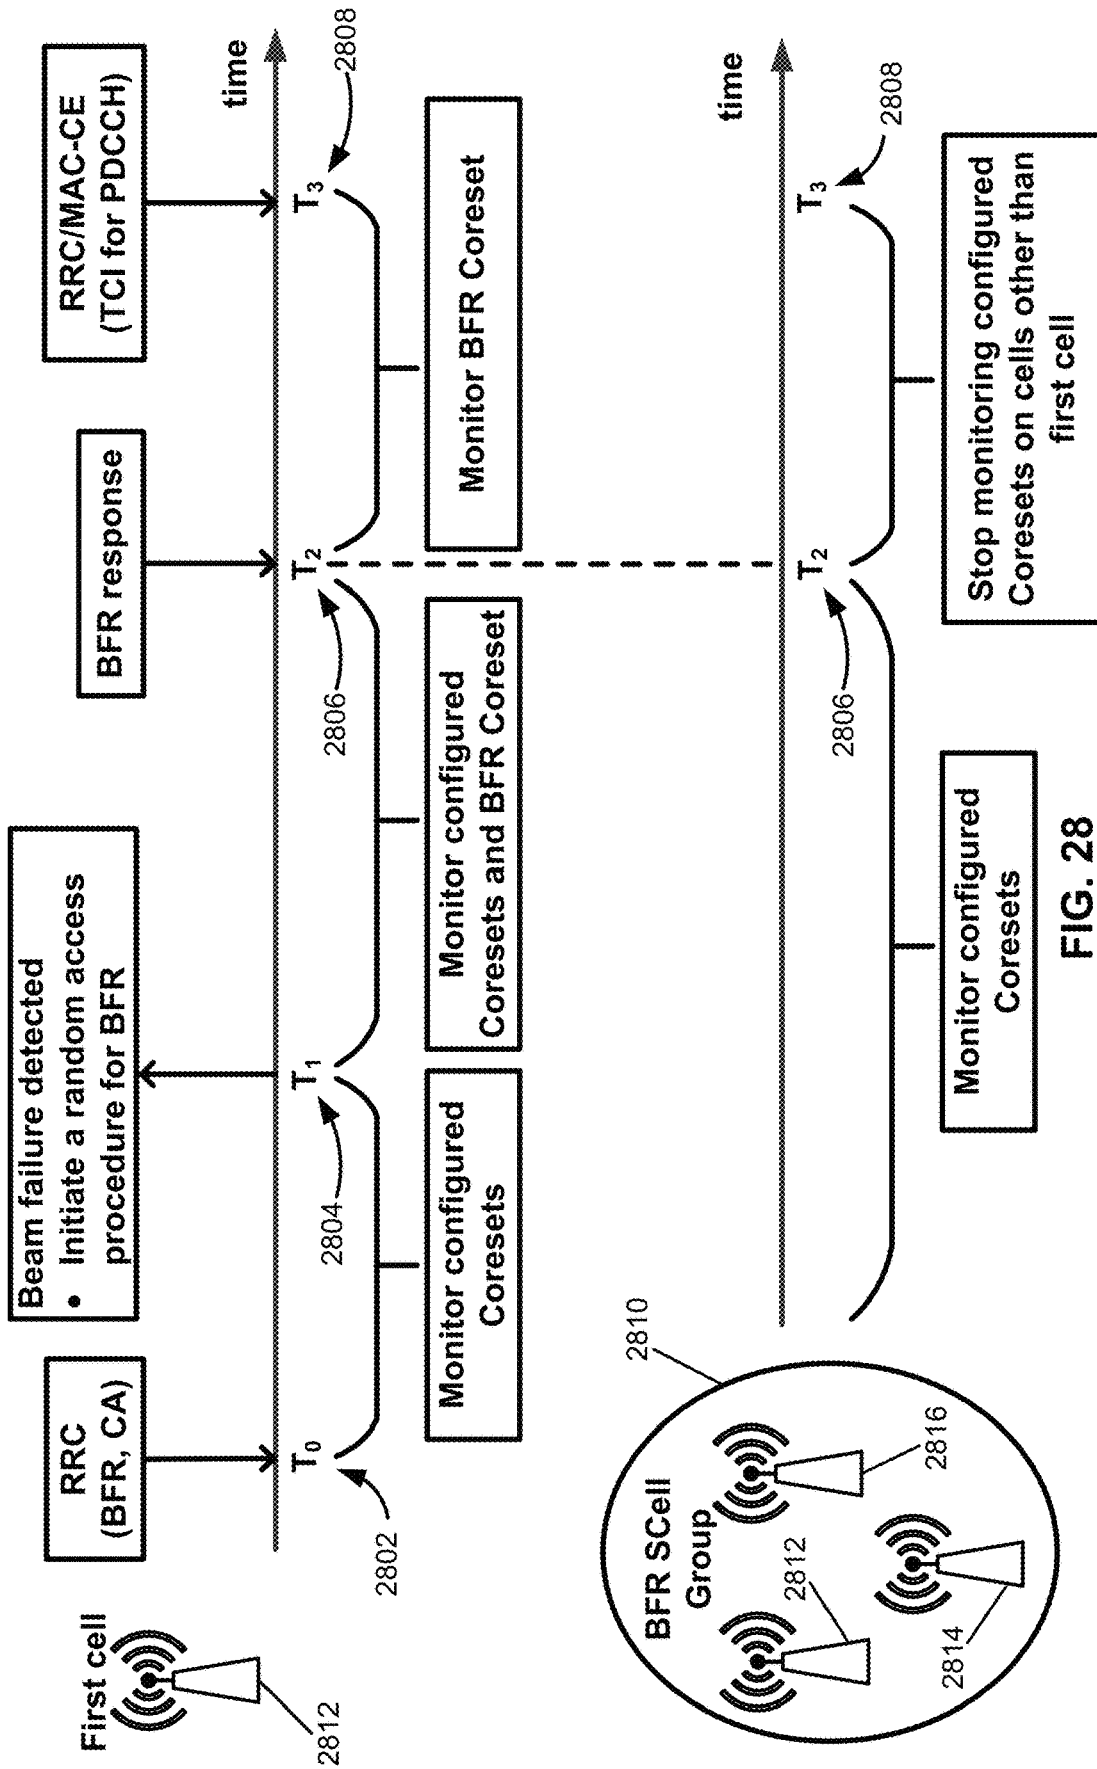 First cell
2812
RRC
(BFR, CA)
Beam failure detected
• Initiate a random access
procedure for BFR
BFR response
RRC/MAC-CE
(TCI for PDCCH)
time
T0
T1
T2
T3
2802
2804
2806
2808
Monitor configured
Coresets
Monitor configured
Coresets and BFR Coreset
Monitor BFR Coreset
BFR SCell
Group
2810
2812
2814
2816
time
T2
T3
2806
2808
Monitor configured
Coresets
Stop monitoring configured
Coresets on cells other than
first cell
FIG. 28